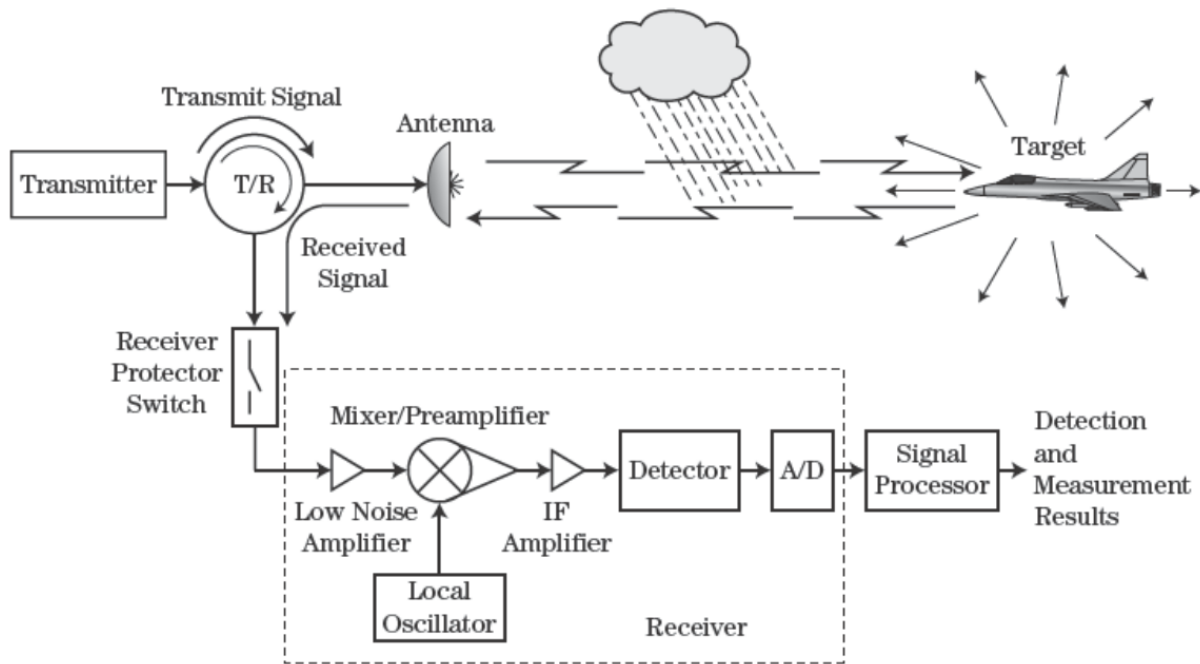 Transmit Signal
Antenna
Target
Transmitter
T/R
Received
Signal
Receiver
Protector
Switch
Mixer/Preamplifier
Detection
and
Measurement
Results
Detector
A/D
Signal
Processor
Low Noise
Amplifier
IF
Amplifier
Local
Oscillator
Receiver